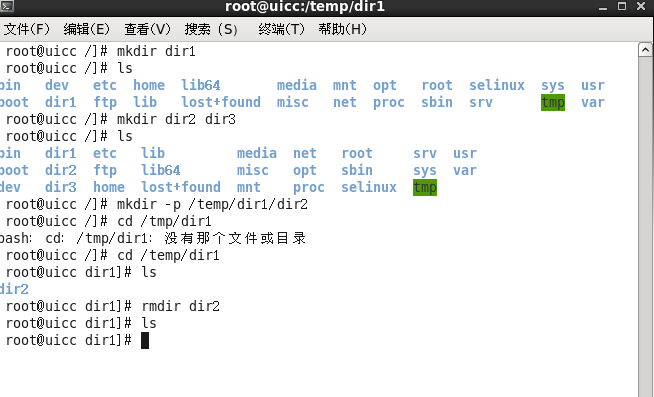 root@uicc:/temp/dir1
文件(F) 编辑(E) 查看(V) 搜索 (S) 终端(T) 帮助(H)
root@uicc /]# mkdir dir1
root@uicc /]# ls
bin dev etc home lib64 media mnt opt root selinux sys usr
boot dir1 ftp lib lost+found misc net proc sbin srv tmp var
root@uicc /]# mkdir dir2 dir3
root@uicc /]# ls
bin dir1 etc lib media net root srv usr
boot dir2 ftp lib64 misc opt sbin sys var
dev dir3 home lost+found mnt proc selinux tmp
root@uicc /]# mkdir -p /temp/dir1/dir2
root@uicc /]# cd /tmp/dir1
bash: cd: /tmp/dir1: 没有那个文件或目录
root@uicc /]# cd /temp/dir1
root@uicc dir1]# ls
dir2
root@uicc dir1]# rmdir dir2
root@uicc dir1]# ls
root@uicc dir1]#